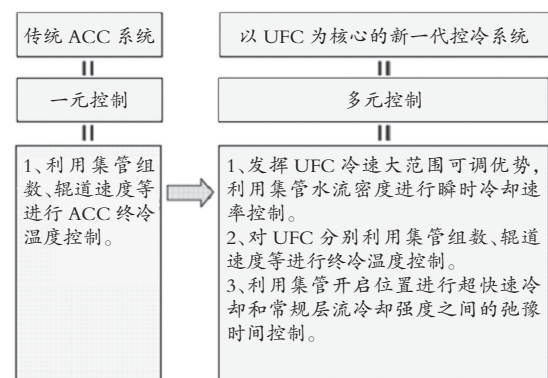 传统 ACC 系统
以 UFC 为核心的新一代控冷系统
一元控制
多元控制
1、利用集管组
数、辊道速度等
进行 ACC 终冷
温度控制。
1、发挥 UFC 冷速大范围可调优势,
利用集管水流密度进行瞬时冷却速
率控制。
2、对 UFC 分别利用集管组数、辊道
速度等进行终冷温度控制。
3、利用集管开启位置进行超快速冷
却和常规层流冷却强度之间的弛豫
时间控制。